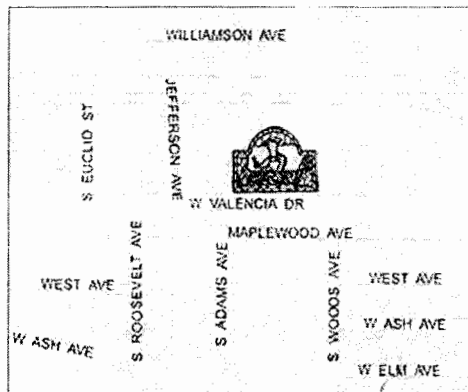 WILLIAMSON AVE
S EUCLID ST
JEFFERSON AVE
W VALENCIA DR
MAPLEWOOD AVE
S ROOSEVELT AVE
S ADAMS AVE
S WOODS AVE
WEST AVE
WEST AVE
W ASH AVE
W ASH AVE
W ELM AVE